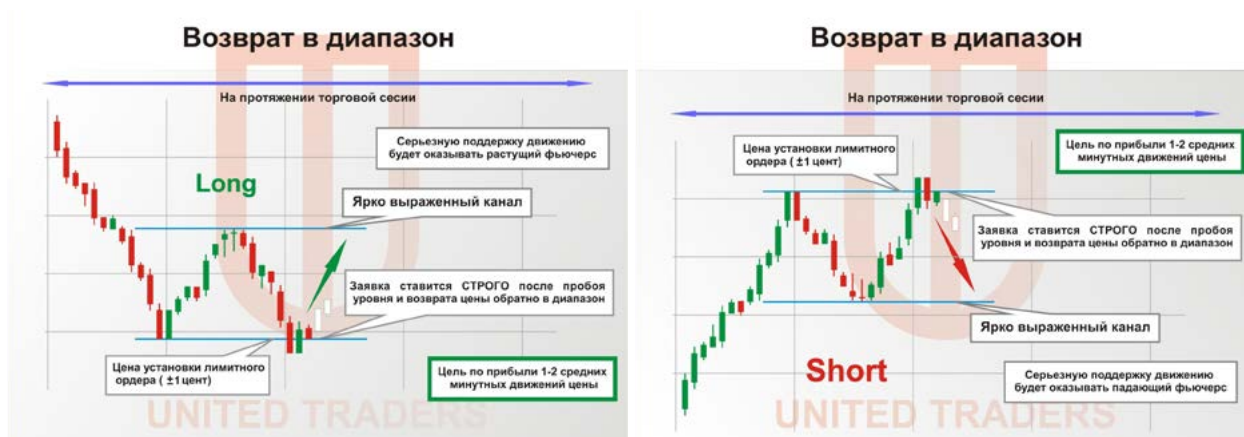 Возврат в диапазон
На протяжении торговой сесии
Серьезную поддержку движению
будет оказывать растущий фьючерс
Long
Ярко выраженный канал
Заявка ставится СТРОГО после пробоя
уровня и возврата цены обратно в диапазон
Цена установки лимитного
ордера ( ±1цент)
Цель по прибыли 1-2 средних
минутных движений цены
UNITED TRADERS
Возврат в диапазон
На протяжении торговой сесии
Цена установки лимитного
ордера ( ±1 цент)
Цель по прибыли 1-2 средних
минутных движений цены
Заявка ставится СТРОГО после пробоя
уровня и возврата цены обратно в диапазон
Ярко выраженный канал
Short
Серьезную поддержку движению
будет оказывать падающий фьючерс
UNITED TRADERS